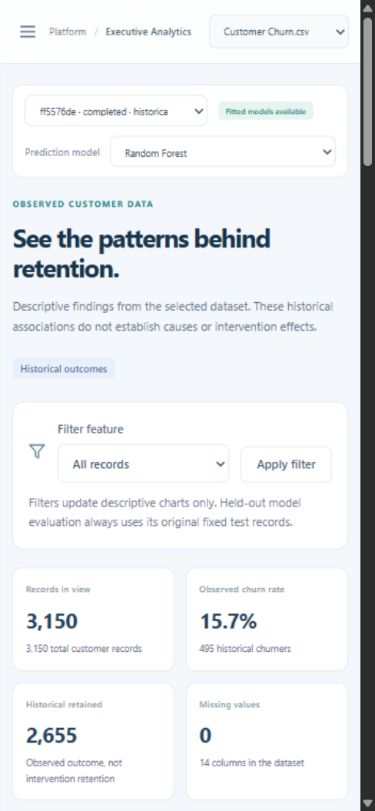 Platform / Executive Analytics
Customer Churn.csv
ff5576de · completed · historica
Fitted models available
Prediction model
Random Forest
OBSERVED CUSTOMER DATA
See the patterns behind
retention.
Descriptive findings from the selected dataset. These historical
associations do not establish causes or intervention effects.
Historical outcomes
Filter feature
All records
Apply filter
Filters update descriptive charts only. Held-out model
evaluation always uses its original fixed test records.
Records in view
3,150
3,150 total customer records
Observed churn rate
15.7%
495 historical churners
Historical retained
2,655
Observed outcome, not
intervention retention
Missing values
0
14 columns in the dataset